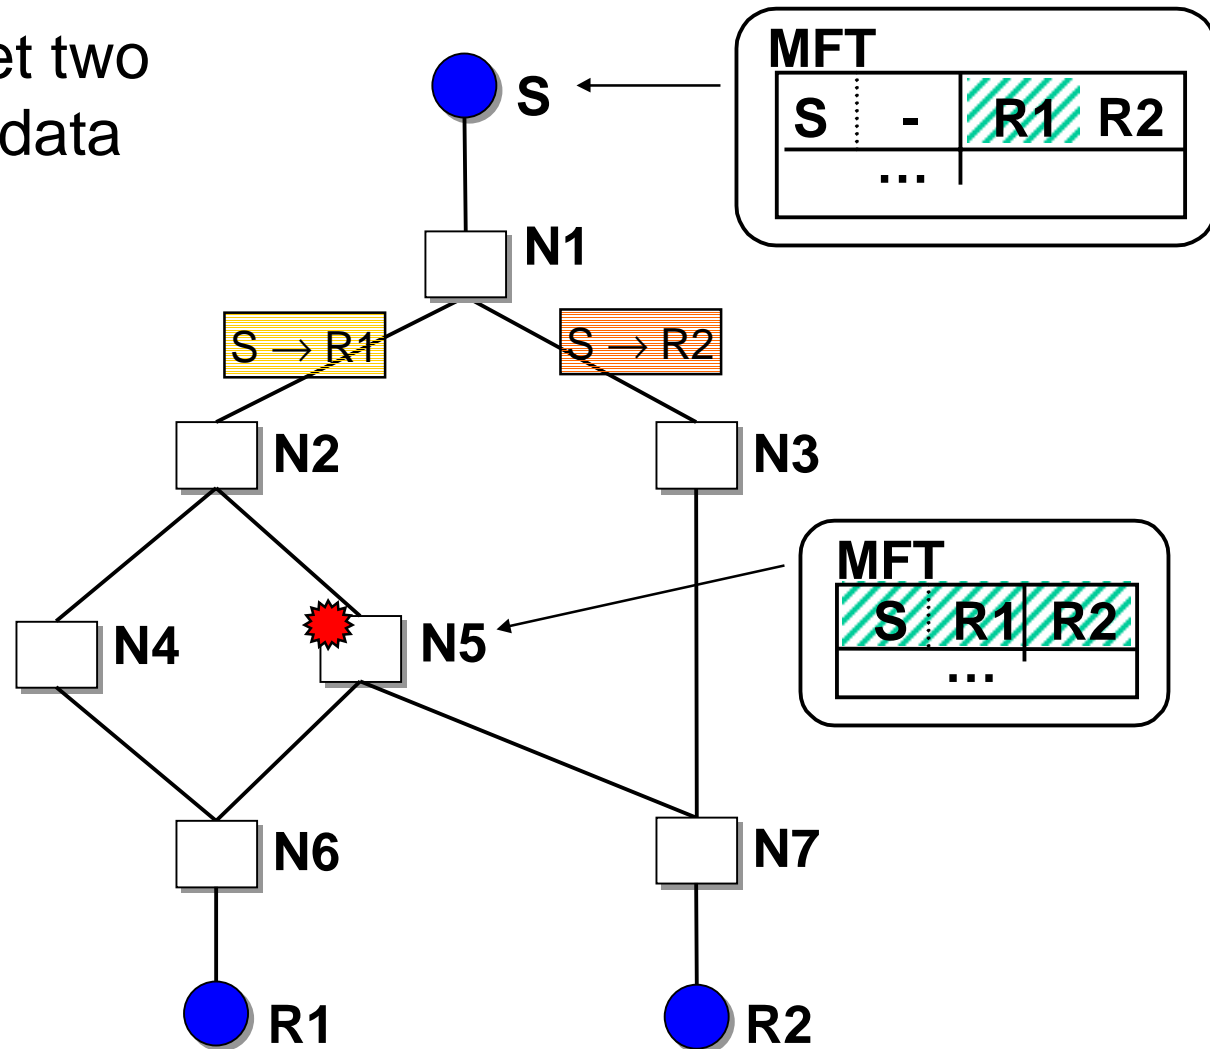 et two
data
MFT
S - R1 R2
...
S
N1
S → R1
S → R2
N2
N3
MFT
S R1 R2
...
N4
N5
N6
N7
R1
R2